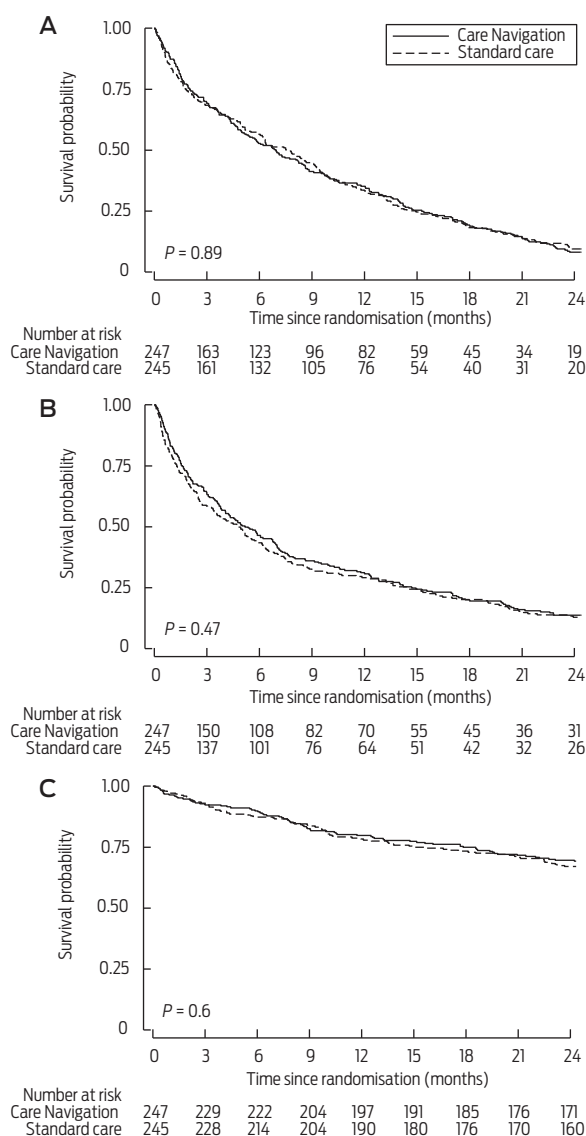 A
Care Navigation
Standard care
1.00
0.75
0.50
0.25
0
Survival probability
P = 0.89
0 3 6 9 12 15 18 21 24
Time since randomisation (months)
Number at risk
Care Navigation 247 163 123 96 82 59 45 34 19
Standard care 245 161 132 105 76 54 40 31 20
B
1.00
0.75
0.50
0.25
0
Survival probability
P = 0.47
0 3 6 9 12 15 18 21 24
Time since randomisation (months)
Number at risk
Care Navigation 247 150 108 82 70 55 45 36 31
Standard care 245 137 101 76 64 51 42 32 26
C
1.00
0.75
0.50
0.25
0
Survival probability
P = 0.6
0 3 6 9 12 15 18 21 24
Time since randomisation (months)
Number at risk
Care Navigation 247 229 222 204 197 191 185 176 171
Standard care 245 228 214 204 190 180 176 170 160